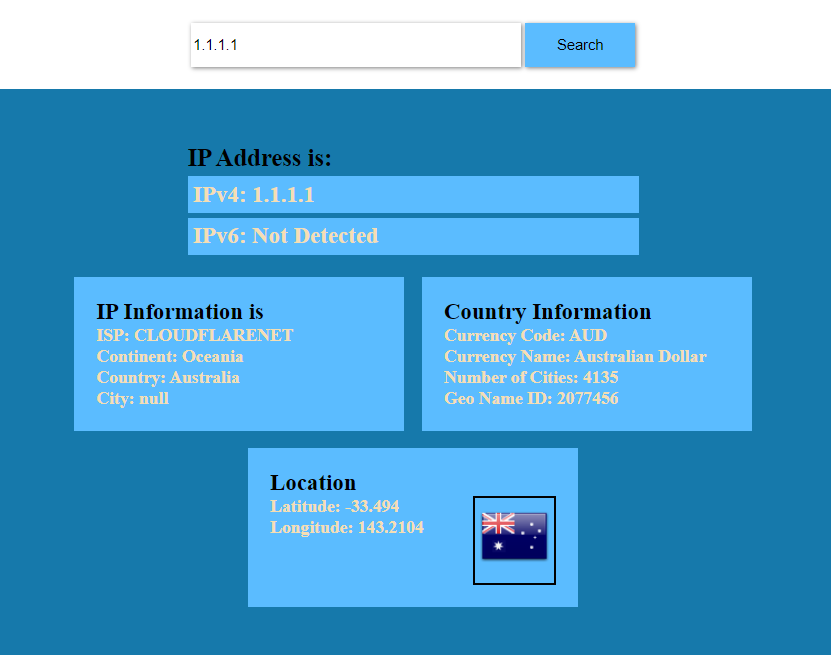 1.1.1.1
Search
IP Address is:
IPv4: 1.1.1.1
IPv6: Not Detected
IP Information is
ISP: CLOUDFLARENET
Continent: Oceania
Country: Australia
City: null
Country Information
Currency Code: AUD
Currency Name: Australian Dollar
Number of Cities: 4135
Geo Name ID: 2077456
Location
Latitude: -33.494
Longitude: 143.2104